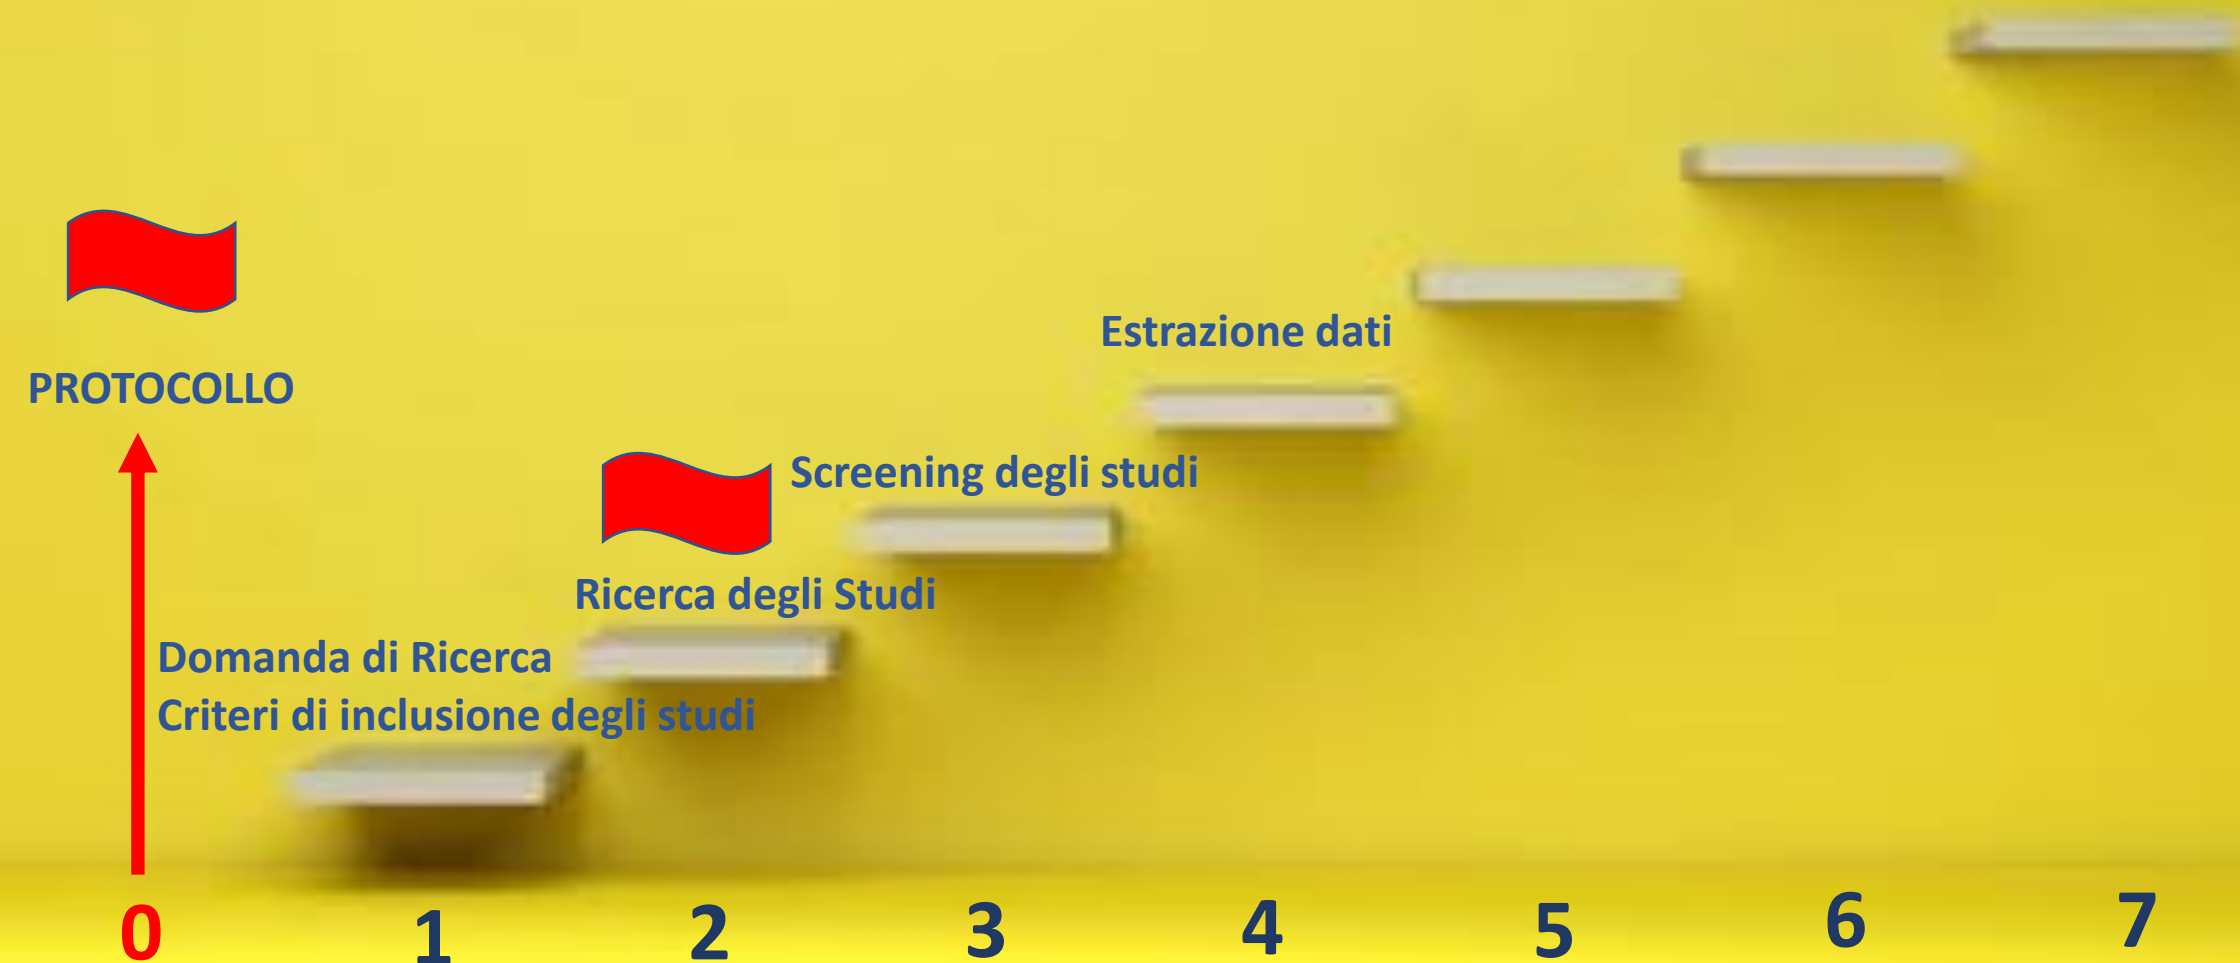 PROTOCOLLO
Domanda di Ricerca
Criteri di inclusione degli studi
Ricerca degli Studi
Screening degli studi
Estrazione dati
0 1 2 3 4 5 6 7